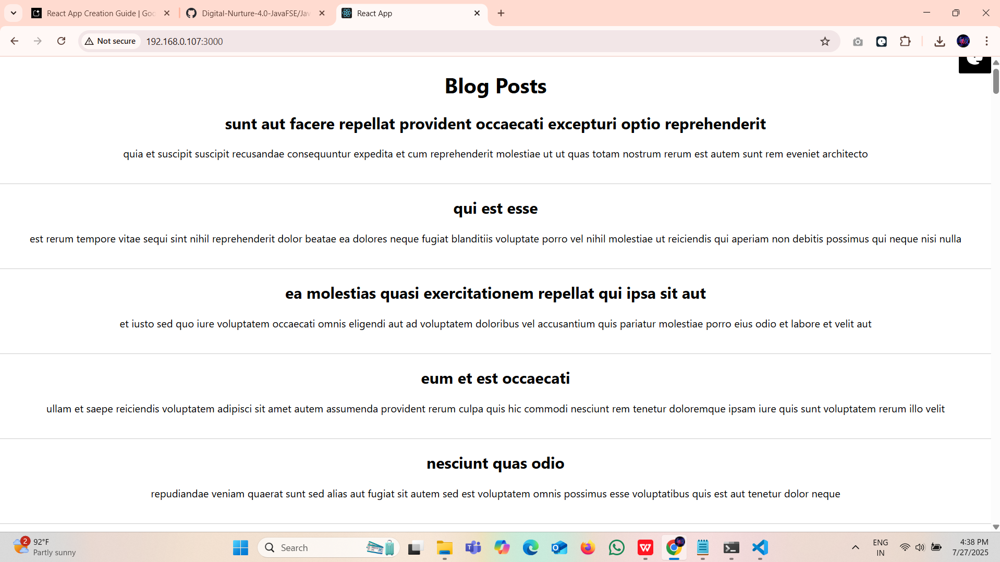 React App Creation Guide | Goo
Digital-Nurture-4.0-JavaFSE/Jav
React App
Not secure
192.168.0.107:3000
Blog Posts
sunt aut facere repellat provident occaecati excepturi optio reprehenderit
quia et suscipit suscipit recusandae consequuntur expedita et cum reprehenderit molestiae ut ut quas totam nostrum rerum est autem sunt rem eveniet architecto
qui est esse
est rerum tempore vitae sequi sint nihil reprehenderit dolor beatae ea dolores neque fugiat blanditiis voluptate porro vel nihil molestiae ut reiciendis qui aperiam non debitis possimus qui neque nisi nulla
ea molestias quasi exercitationem repellat qui ipsa sit aut
et iusto sed quo iure voluptatem occaecati omnis eligendi aut ad voluptatem doloribus vel accusantium quis pariatur molestiae porro eius odio et labore et velit aut
eum et est occaecati
ullam et saepe reiciendis voluptatem adipisci sit amet autem assumenda provident rerum culpa quis hic commodi nesciunt rem tenetur doloremque ipsam iure quis sunt voluptatem rerum illo velit
nesciunt quas odio
repudiandae veniam quaerat sunt sed alias aut fugiat sit autem sed est voluptatem omnis possimus esse voluptatibus quis est aut tenetur dolor neque
2
92°F
Partly sunny
Search
ENG
IN
4:38 PM
7/27/2025